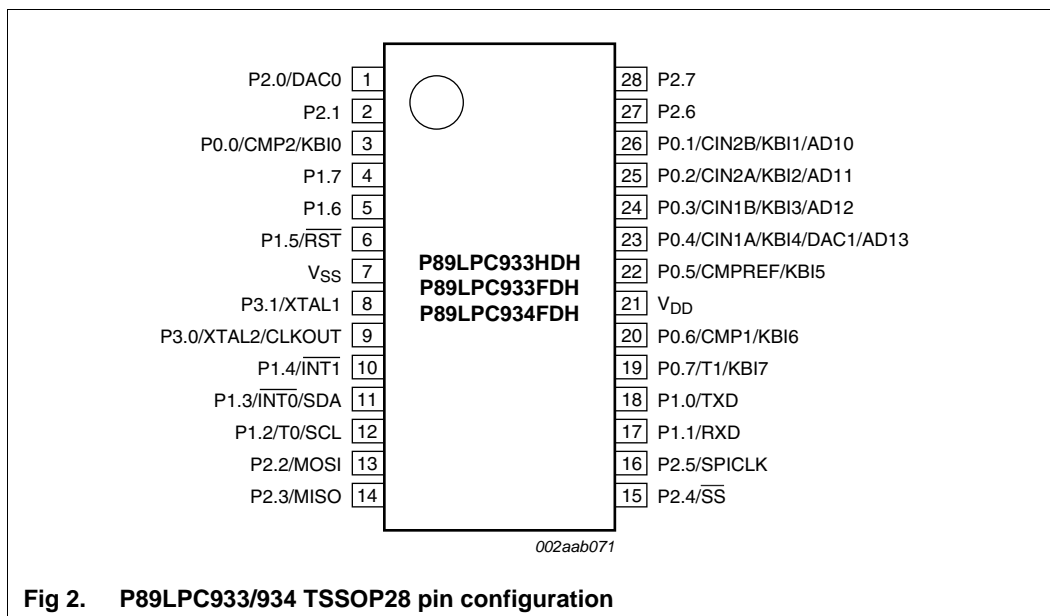 P2.0/DAC0 1 28 P2.7
P2.1 2 27 P2.6
P0.0/CMP2/KBI0 3 26 P0.1/CIN2B/KBI1/AD10
P1.7 4 25 P0.2/CIN2A/KBI2/AD11
P1.6 5 24 P0.3/CIN1B/KBI3/AD12
P1.5/R̅S̅T̅ 6 23 P0.4/CIN1A/KBI4/DAC1/AD13
VSS 7 P89LPC933HDH 22 P0.5/CMPREF/KBI5
P3.1/XTAL1 8 P89LPC933FDH 21 VDD
P3.0/XTAL2/CLKOUT 9 P89LPC934FDH 20 P0.6/CMP1/KBI6
P1.4/I̅N̅T̅1̅ 10 19 P0.7/T1/KBI7
P1.3/I̅N̅T̅0̅/SDA 11 18 P1.0/TXD
P1.2/T0/SCL 12 17 P1.1/RXD
P2.2/MOSI 13 16 P2.5/SPICLK
P2.3/MISO 14 15 P2.4/S̅S̅
002aab071
Fig 2. P89LPC933/934 TSSOP28 pin configuration